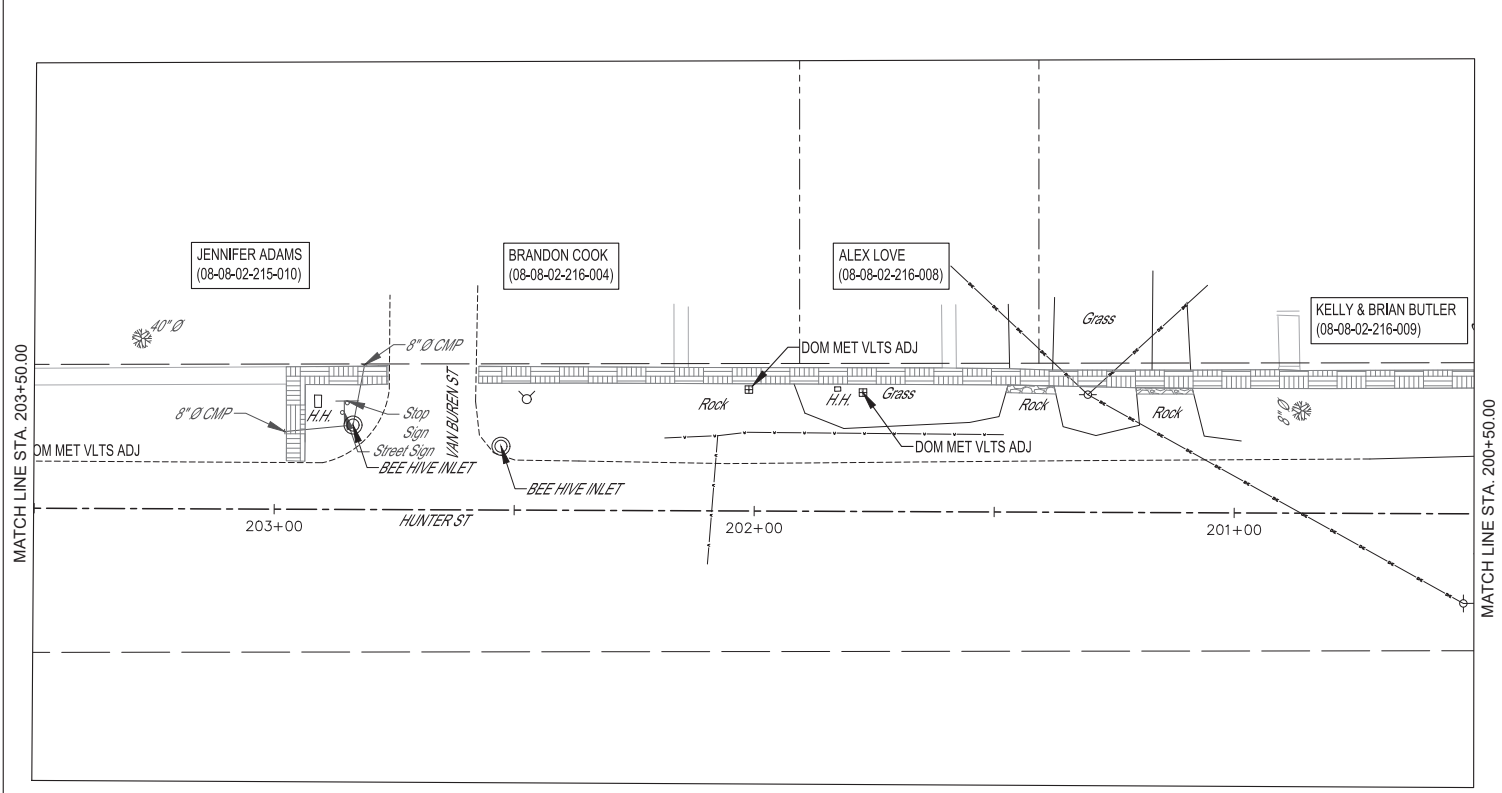 JENNIFER ADAMS
(08-08-02-215-010)
BRANDON COOK
(08-08-02-216-004)
ALEX LOVE
(08-08-02-216-008)
KELLY & BRIAN BUTLER
(08-08-02-216-009)
40" Ø
8" Ø CMP
8" Ø CMP
H.H.
Stop
Sign
Street Sign
BEE HIVE INLET
VAN BUREN ST
BEE HIVE INLET
DOM MET VLTS ADJ
Rock
H.H.
Grass
DOM MET VLTS ADJ
Grass
Rock
Rock
8" Ø
OM MET VLTS ADJ
HUNTER ST
203+00
202+00
201+00
MATCH LINE STA. 203+50.00
MATCH LINE STA. 200+50.00